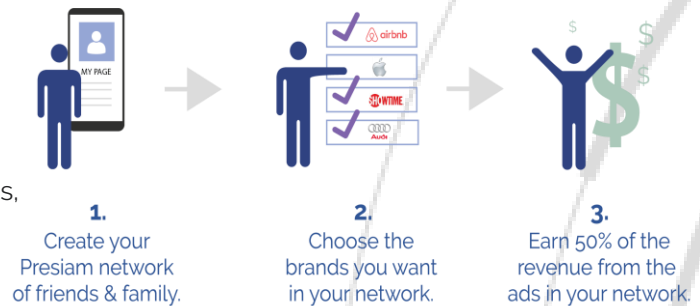 MY PAGE
airbnb
SHOWTIME
Audi
$
$
$
$
s,
1.
Create your
Presiam network
of friends & family.
2.
Choose the
brands you want
in your network.
3.
Earn 50% of the
revenue from the
ads in your network.